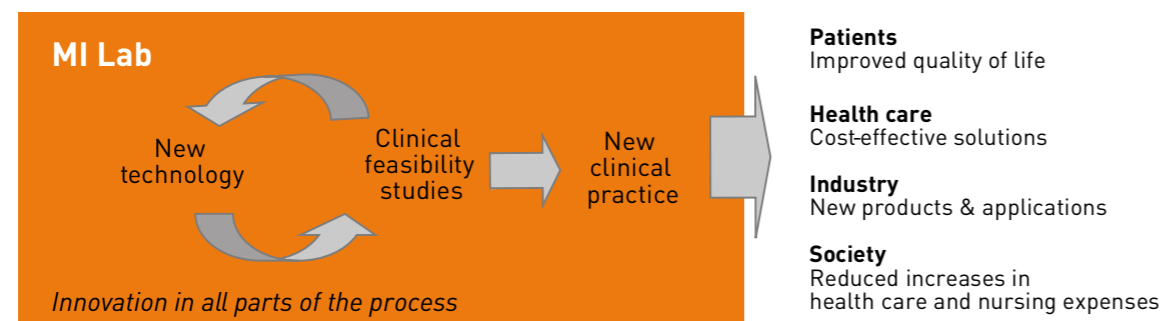 MI Lab
New
technology
Clinical
feasibility
studies
New
clinical
practice
Innovation in all parts of the process
Patients
Improved quality of life
Health care
Cost-effective solutions
Industry
New products & applications
Society
Reduced increases in
health care and nursing expenses